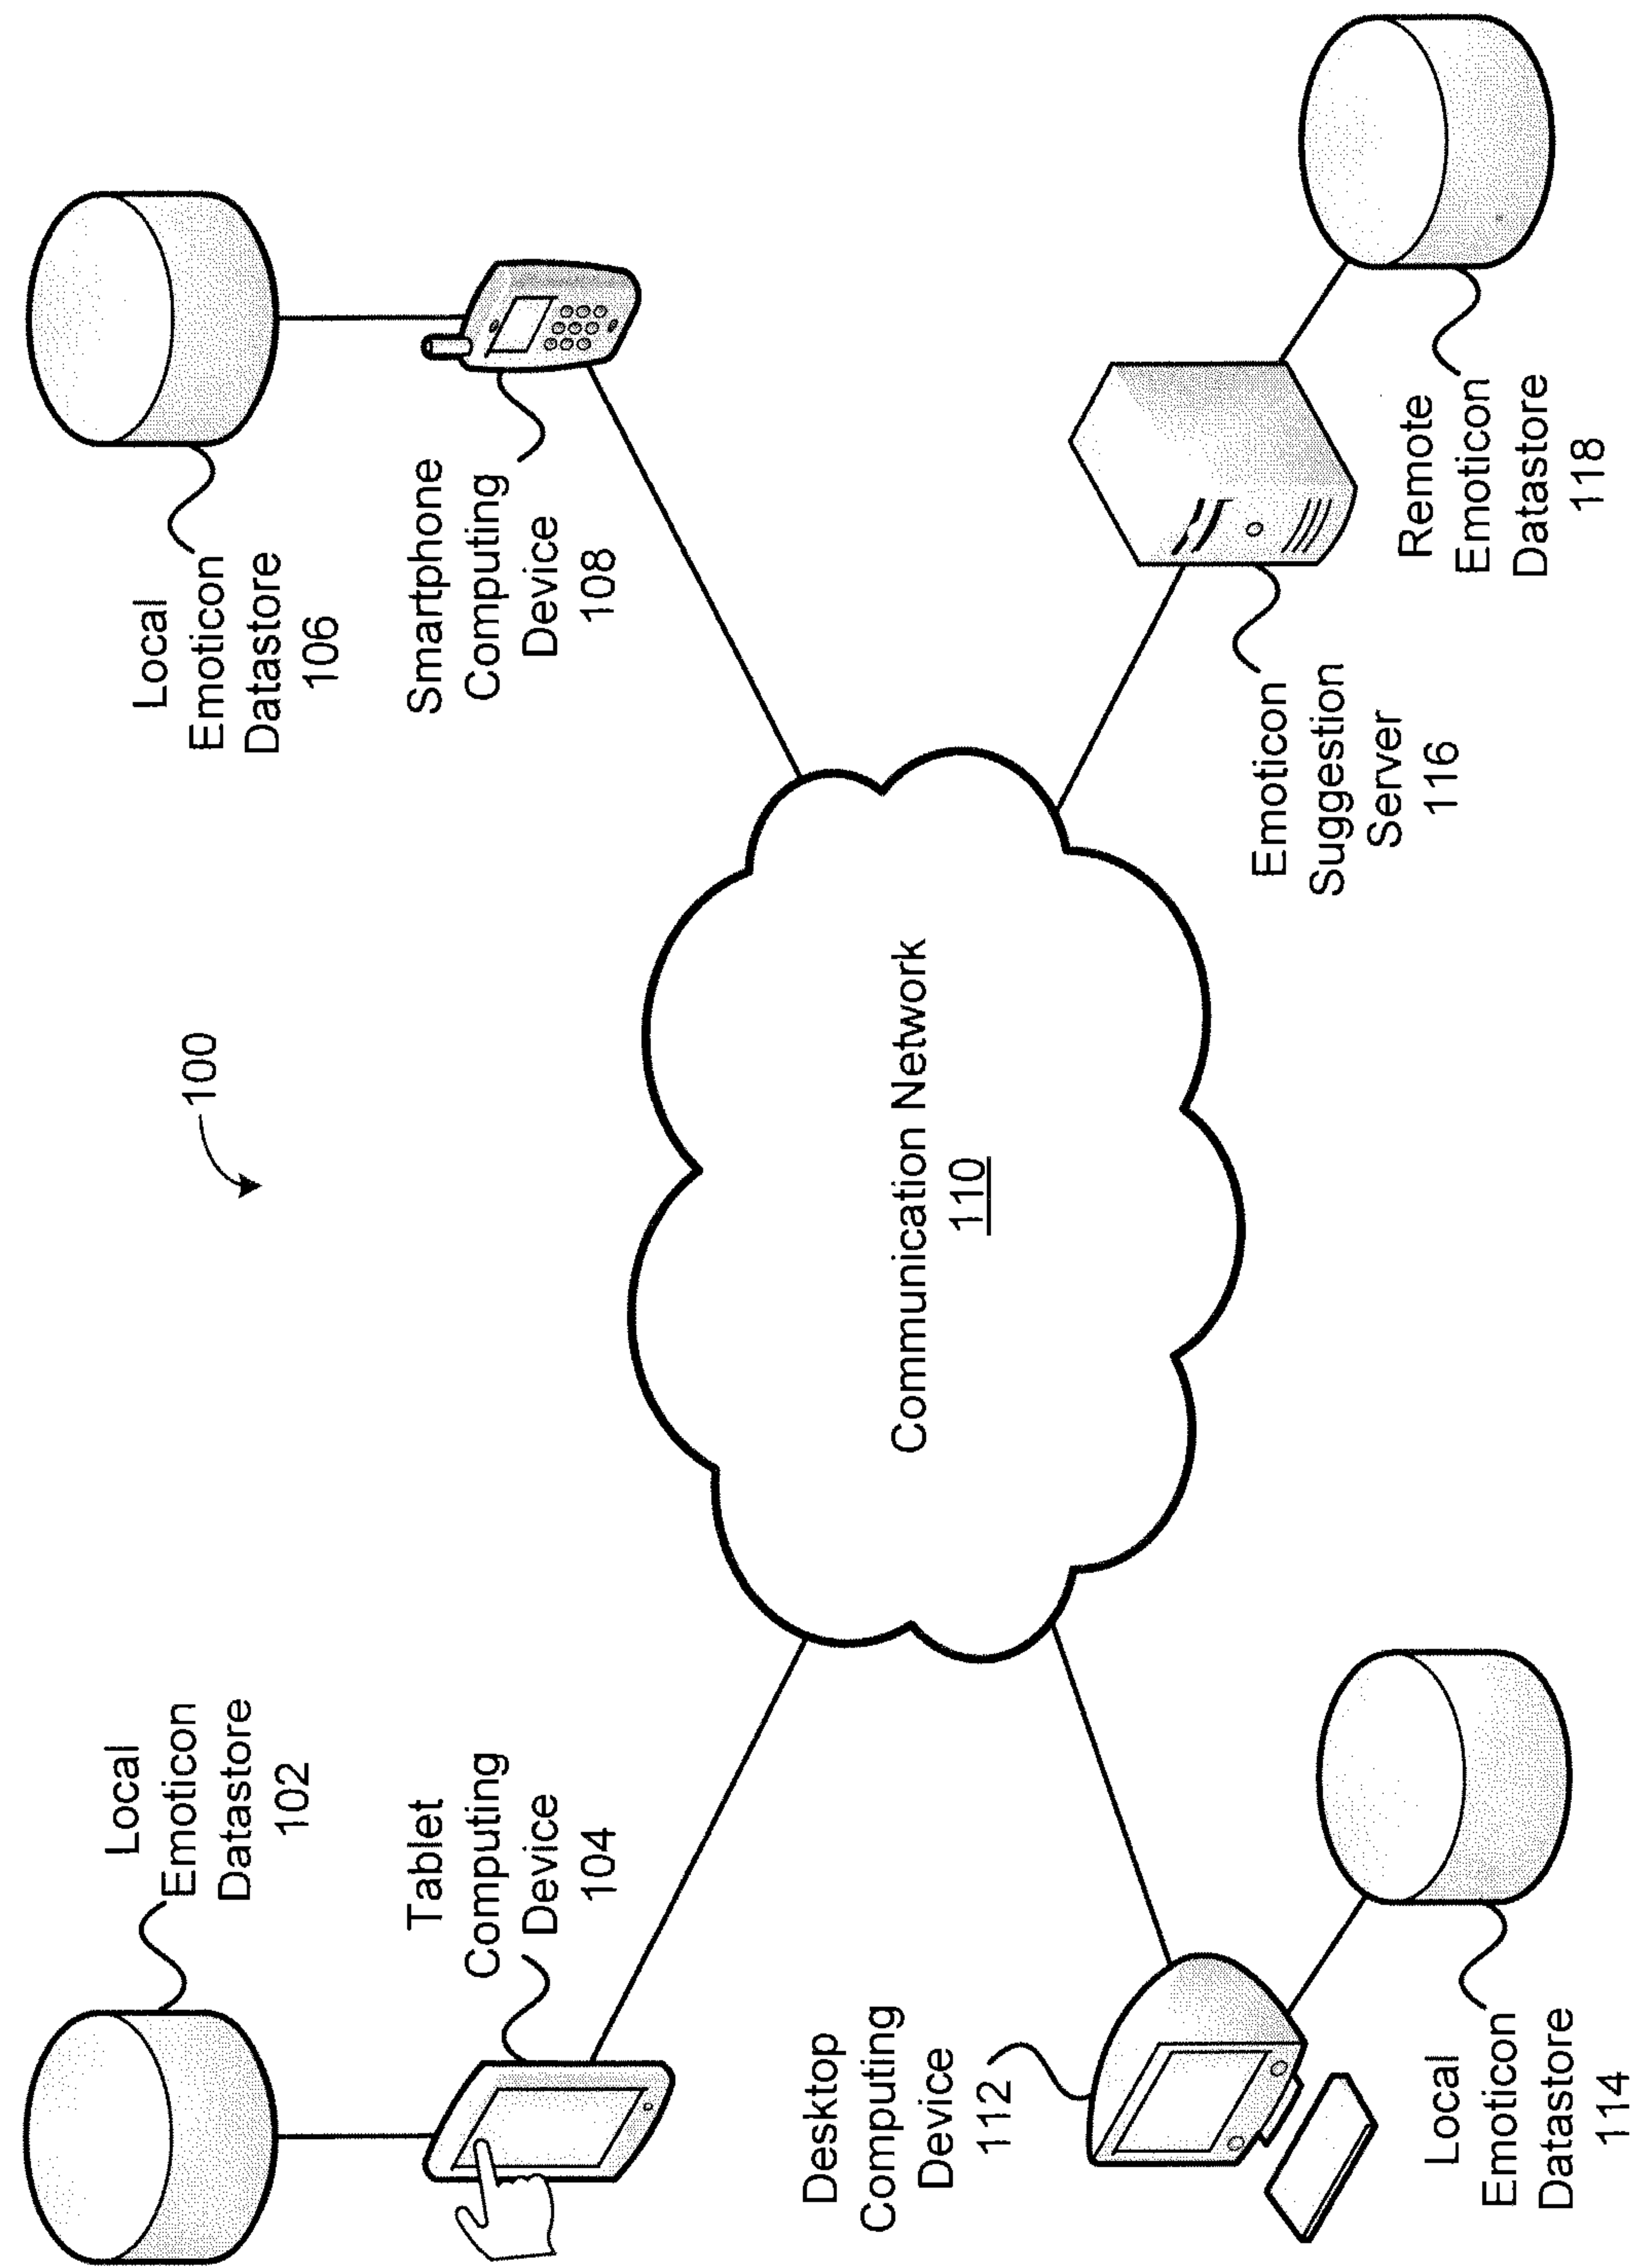 100
Local
Emoticon
Datastore
102
Tablet
Computing
Device
104
Local
Emoticon
Datastore
106
Smartphone
Computing
Device
108
Communication Network
110
Desktop
Computing
Device
112
Local
Emoticon
Datastore
114
Emoticon
Suggestion
Server
116
Remote
Emoticon
Datastore
118